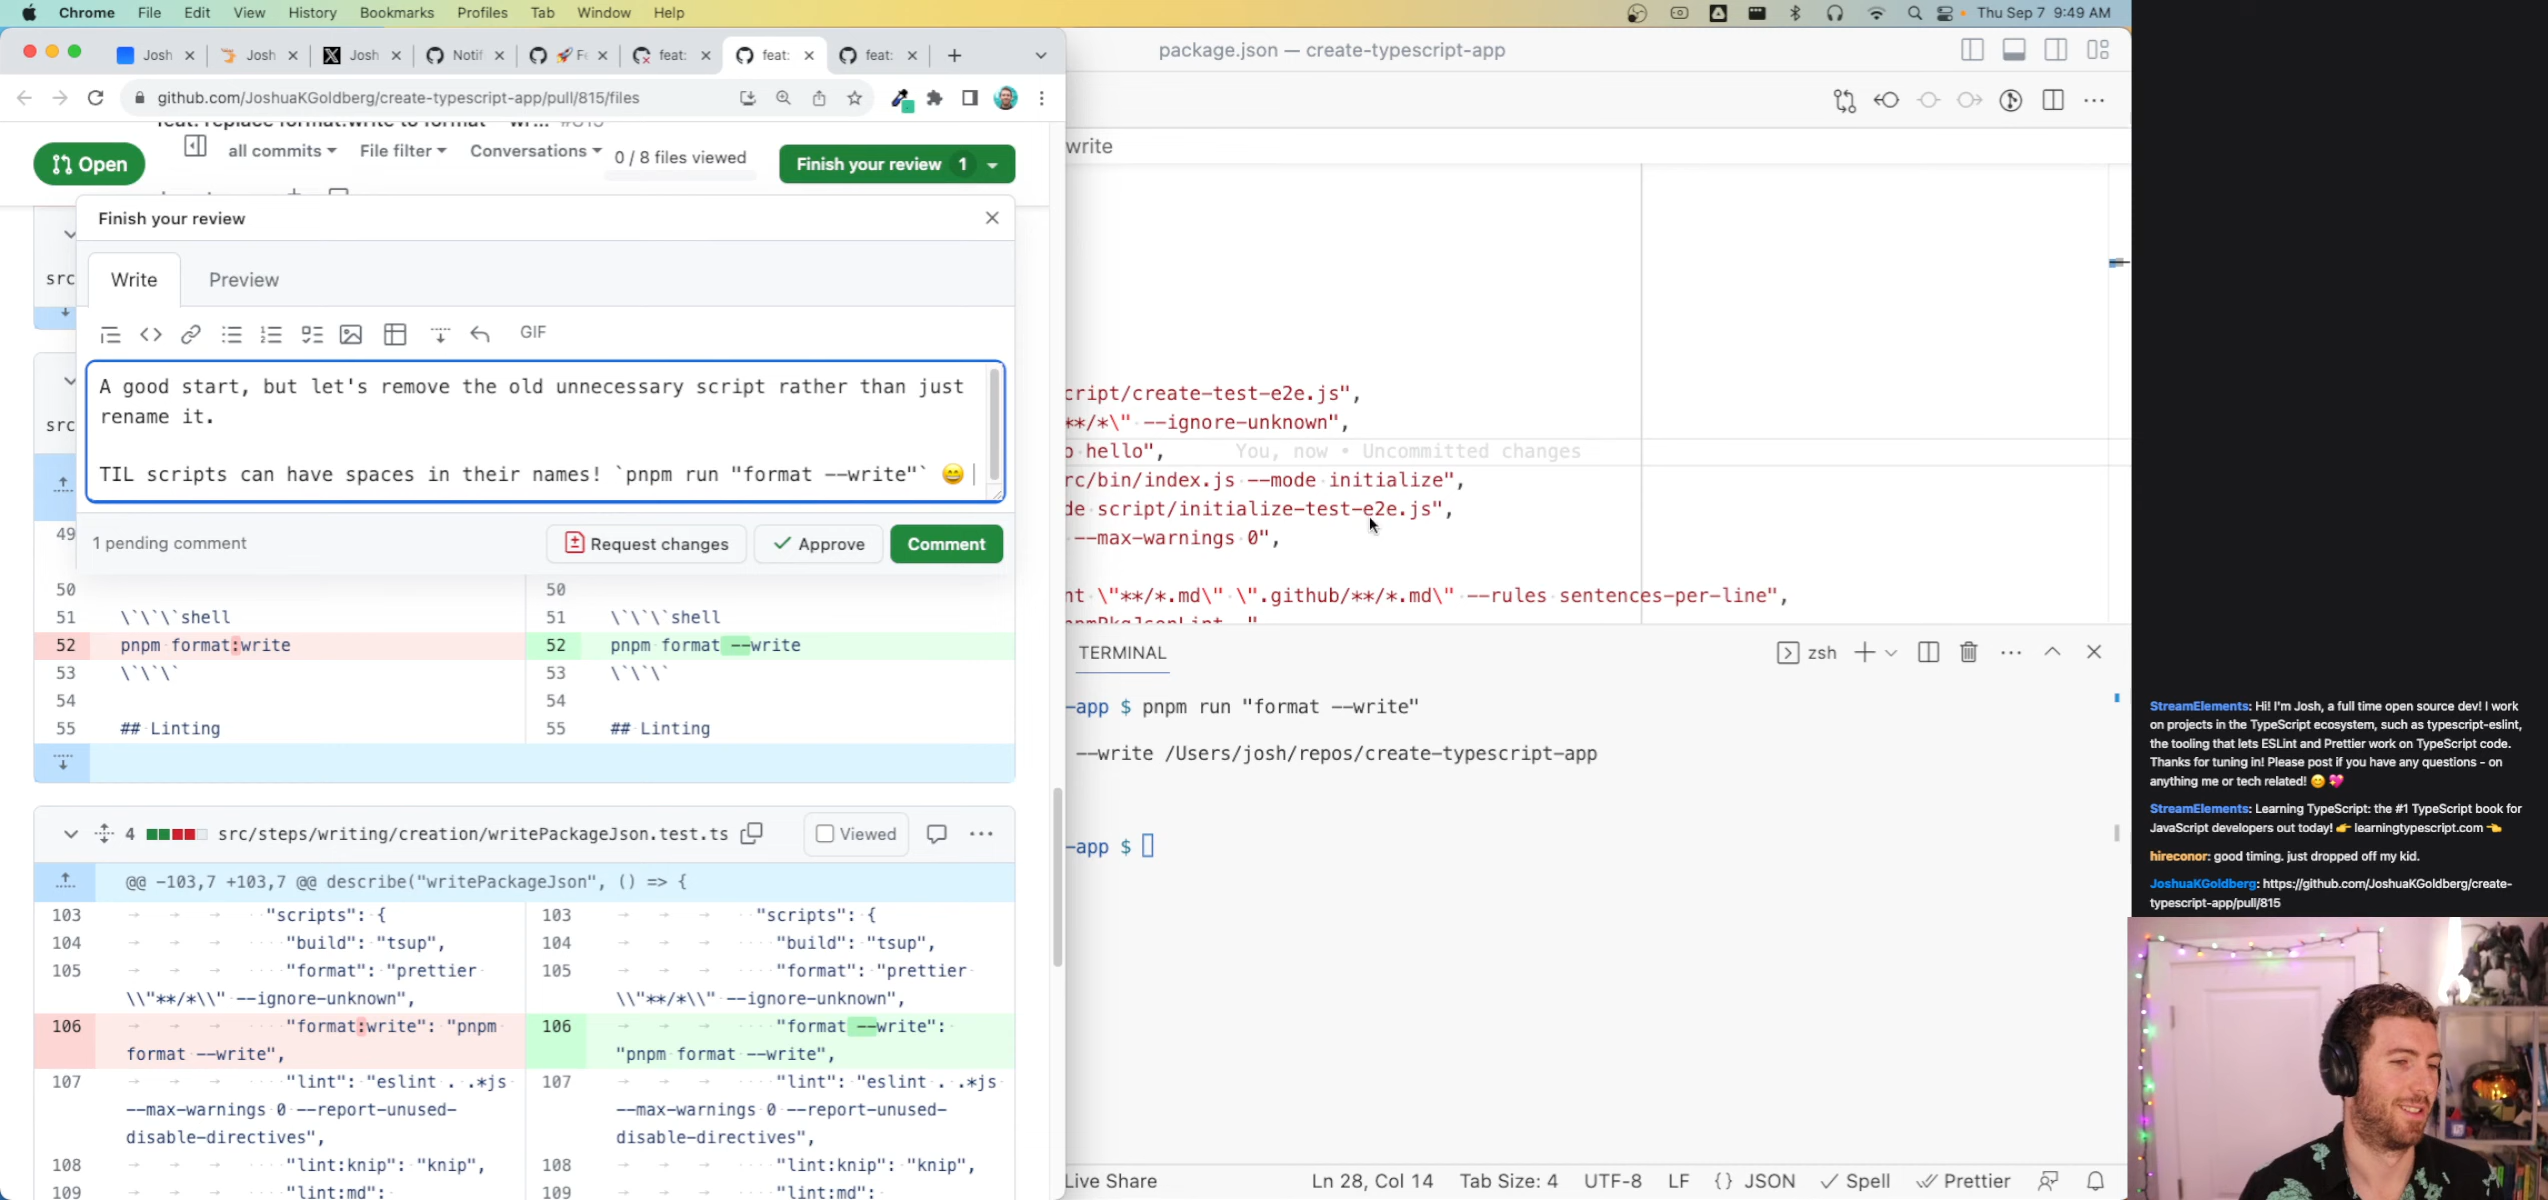 Chrome File Edit View History Bookmarks Profiles Tab Window Help
Thu Sep 7 9:49 AM
Josh Josh Josh Notif feat: feat: feat:
github.com/JoshuaKGoldberg/create-typescript-app/pull/815/files
Open
all commits File filter Conversations 0 / 8 files viewed Finish your review 1
Finish your review
Write Preview
GIF
A good start, but let's remove the old unnecessary script rather than just
rename it.
TIL scripts can have spaces in their names! `pnpm run "format --write"` 😄
1 pending comment Request changes Approve Comment
src
src
49
50 50
51 \`\`\`shell 51 \`\`\`shell
52 pnpm format:write 52 pnpm format --write
53 \`\`\` 53 \`\`\`
54 54
55 ## Linting 55 ## Linting
4 src/steps/writing/creation/writePackageJson.test.ts Viewed
@@ -103,7 +103,7 @@ describe("writePackageJson", () => {
103 "scripts": { 103 "scripts": {
104 "build": "tsup", 104 "build": "tsup",
105 "format": "prettier 105 "format": "prettier
\\"**/*\\" --ignore-unknown", \\"**/*\\" --ignore-unknown",
106 "format:write": "pnpm 106 "format --write":
format --write", "pnpm format --write",
107 "lint": "eslint . .*js 107 "lint": "eslint . .*js
--max-warnings 0 --report-unused- --max-warnings 0 --report-unused-
disable-directives", disable-directives",
108 "lint:knip": "knip", 108 "lint:knip": "knip",
109 "lint:md": 109 "lint:md":
package.json — create-typescript-app
write
cript/create-test-e2e.js",
**/*\" --ignore-unknown",
o hello", You, now • Uncommitted changes
rc/bin/index.js --mode initialize",
de script/initialize-test-e2e.js",
--max-warnings 0",
nt \"**/*.md\" \".github/**/*.md\" --rules sentences-per-line",
TERMINAL zsh
-app $ pnpm run "format --write"
--write /Users/josh/repos/create-typescript-app
-app $
Live Share Ln 28, Col 14 Tab Size: 4 UTF-8 LF {} JSON Spell Prettier
StreamElements: Hi! I'm Josh, a full time open source dev! I work
on projects in the TypeScript ecosystem, such as typescript-eslint,
the tooling that lets ESLint and Prettier work on TypeScript code.
Thanks for tuning in! Please post if you have any questions - on
anything me or tech related! 😊 💖
StreamElements: Learning TypeScript: the #1 TypeScript book for
JavaScript developers out today! 👉 learningtypescript.com 👈
hireconor: good timing. just dropped off my kid.
JoshuaKGoldberg: https://github.com/JoshuaKGoldberg/create-
typescript-app/pull/815